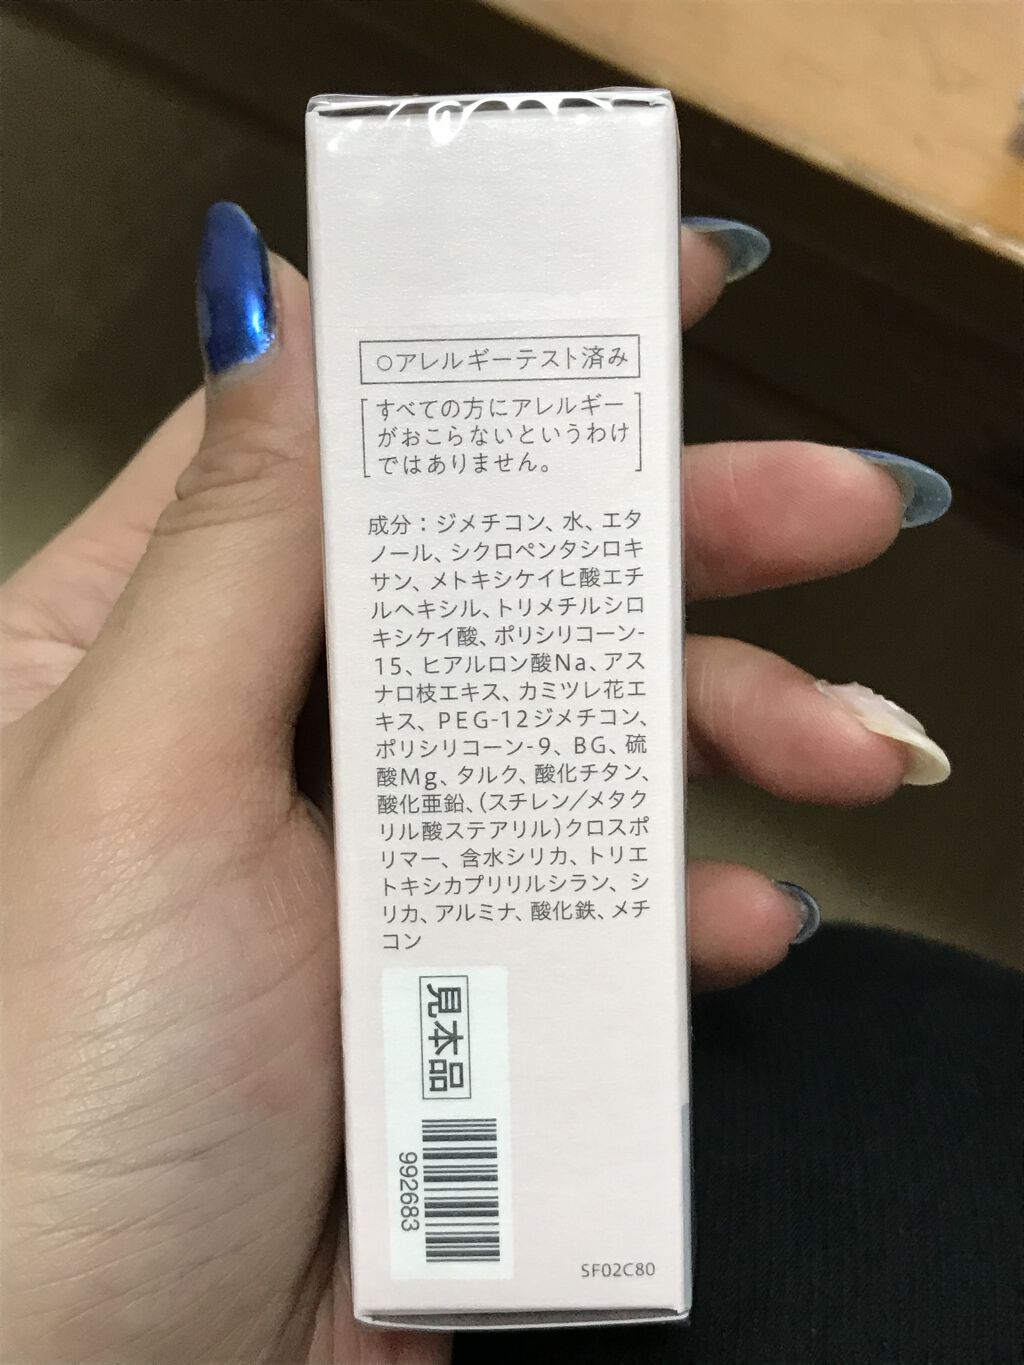 ○アレルギーテスト済み
すべての方にアレルギー
がおこらないというわけ
ではありません。
成分：ジメチコン、水、エタ
ノール、シクロペンタシロキ
サン、メトキシケイヒ酸エチ
ルヘキシル、トリメチルシロ
キシケイ酸、ポリシリコーン-
15、ヒアルロン酸Na、アス
ナロ枝エキス、カミツレ花エ
キス、PEG-12ジメチコン、
ポリシリコーン-9、BG、硫
酸Mg、タルク、酸化チタン、
酸化亜鉛、(スチレン／メタク
リル酸ステアリル)クロスポ
リマー、含水シリカ、トリエ
トキシカプリリルシラン、シ
リカ、アルミナ、酸化鉄、メチ
コン
見本品
992683
SF02C80